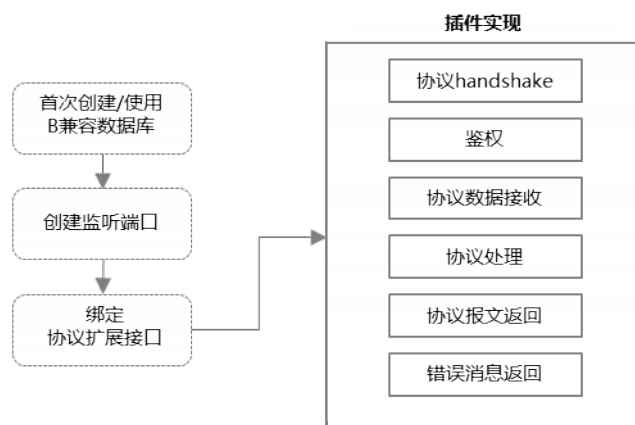 插件实现
首次创建/使用
B兼容数据库
创建监听端口
绑定
协议扩展接口
协议handshake
鉴权
协议数据接收
协议处理
协议报文返回
错误消息返回